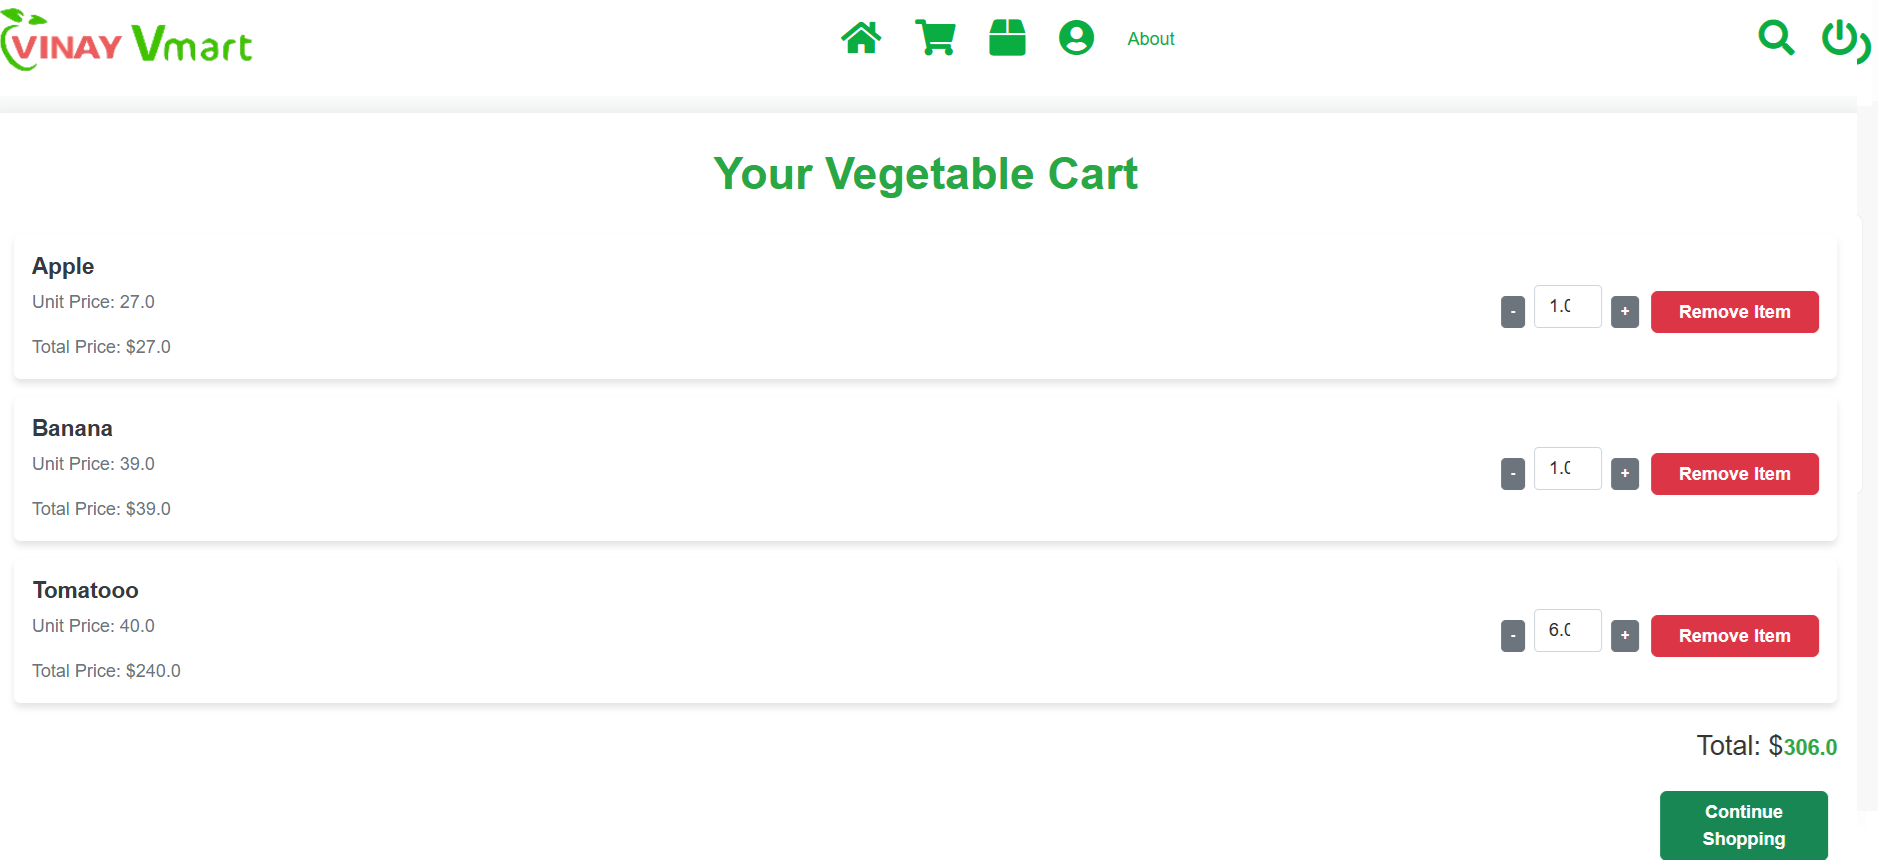 VINAY Vmart
About
Your Vegetable Cart
Apple
Unit Price: 27.0
Total Price: $27.0
- 1.0 + Remove Item
Banana
Unit Price: 39.0
Total Price: $39.0
- 1.0 + Remove Item
Tomatooo
Unit Price: 40.0
Total Price: $240.0
- 6.0 + Remove Item
Total: $306.0
Continue
Shopping